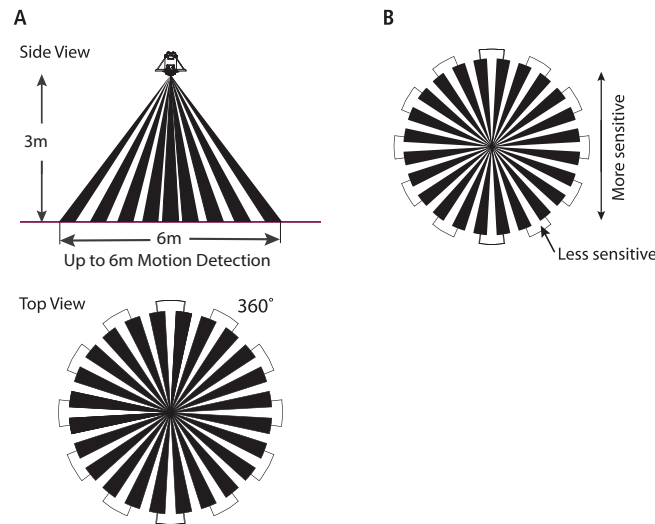 A
Side View
3m
6m
Up to 6m Motion Detection
Top View
360˚
B
More sensitive
Less sensitive